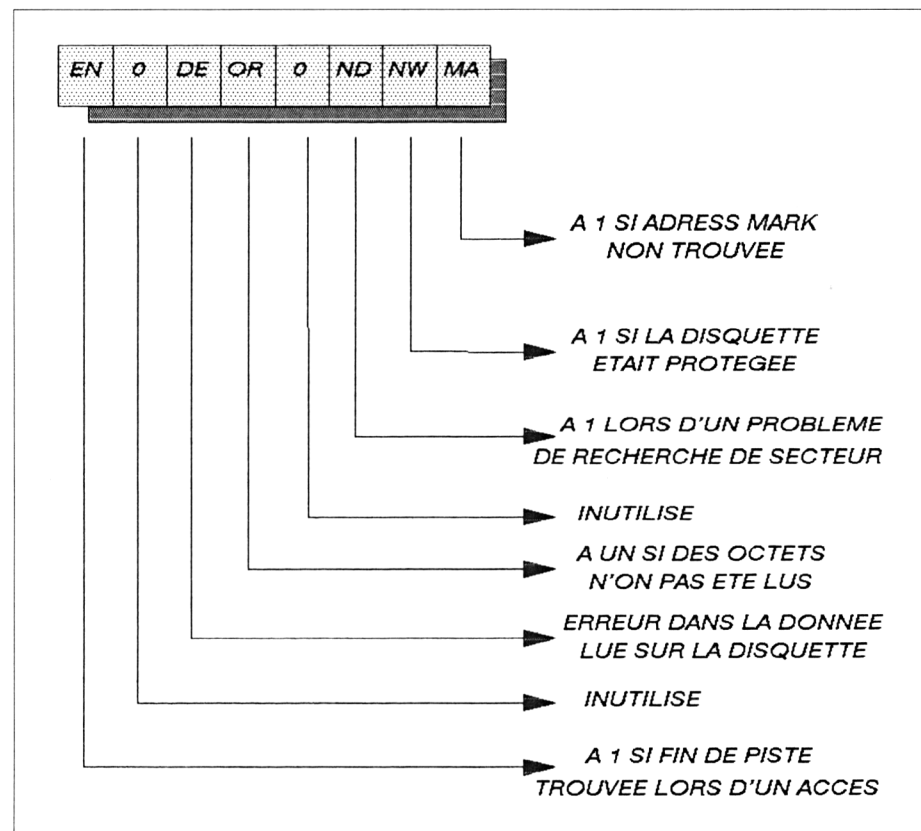 EN 0 DE OR 0 ND NW MA
A 1 SI ADRESS MARK
NON TROUVEE
A 1 SI LA DISQUETTE
ETAIT PROTEGEE
A 1 LORS D'UN PROBLEME
DE RECHERCHE DE SECTEUR
INUTILISE
A UN SI DES OCTETS
N'ON PAS ETE LUS
ERREUR DANS LA DONNEE
LUE SUR LA DISQUETTE
INUTILISE
A 1 SI FIN DE PISTE
TROUVEE LORS D'UN ACCES